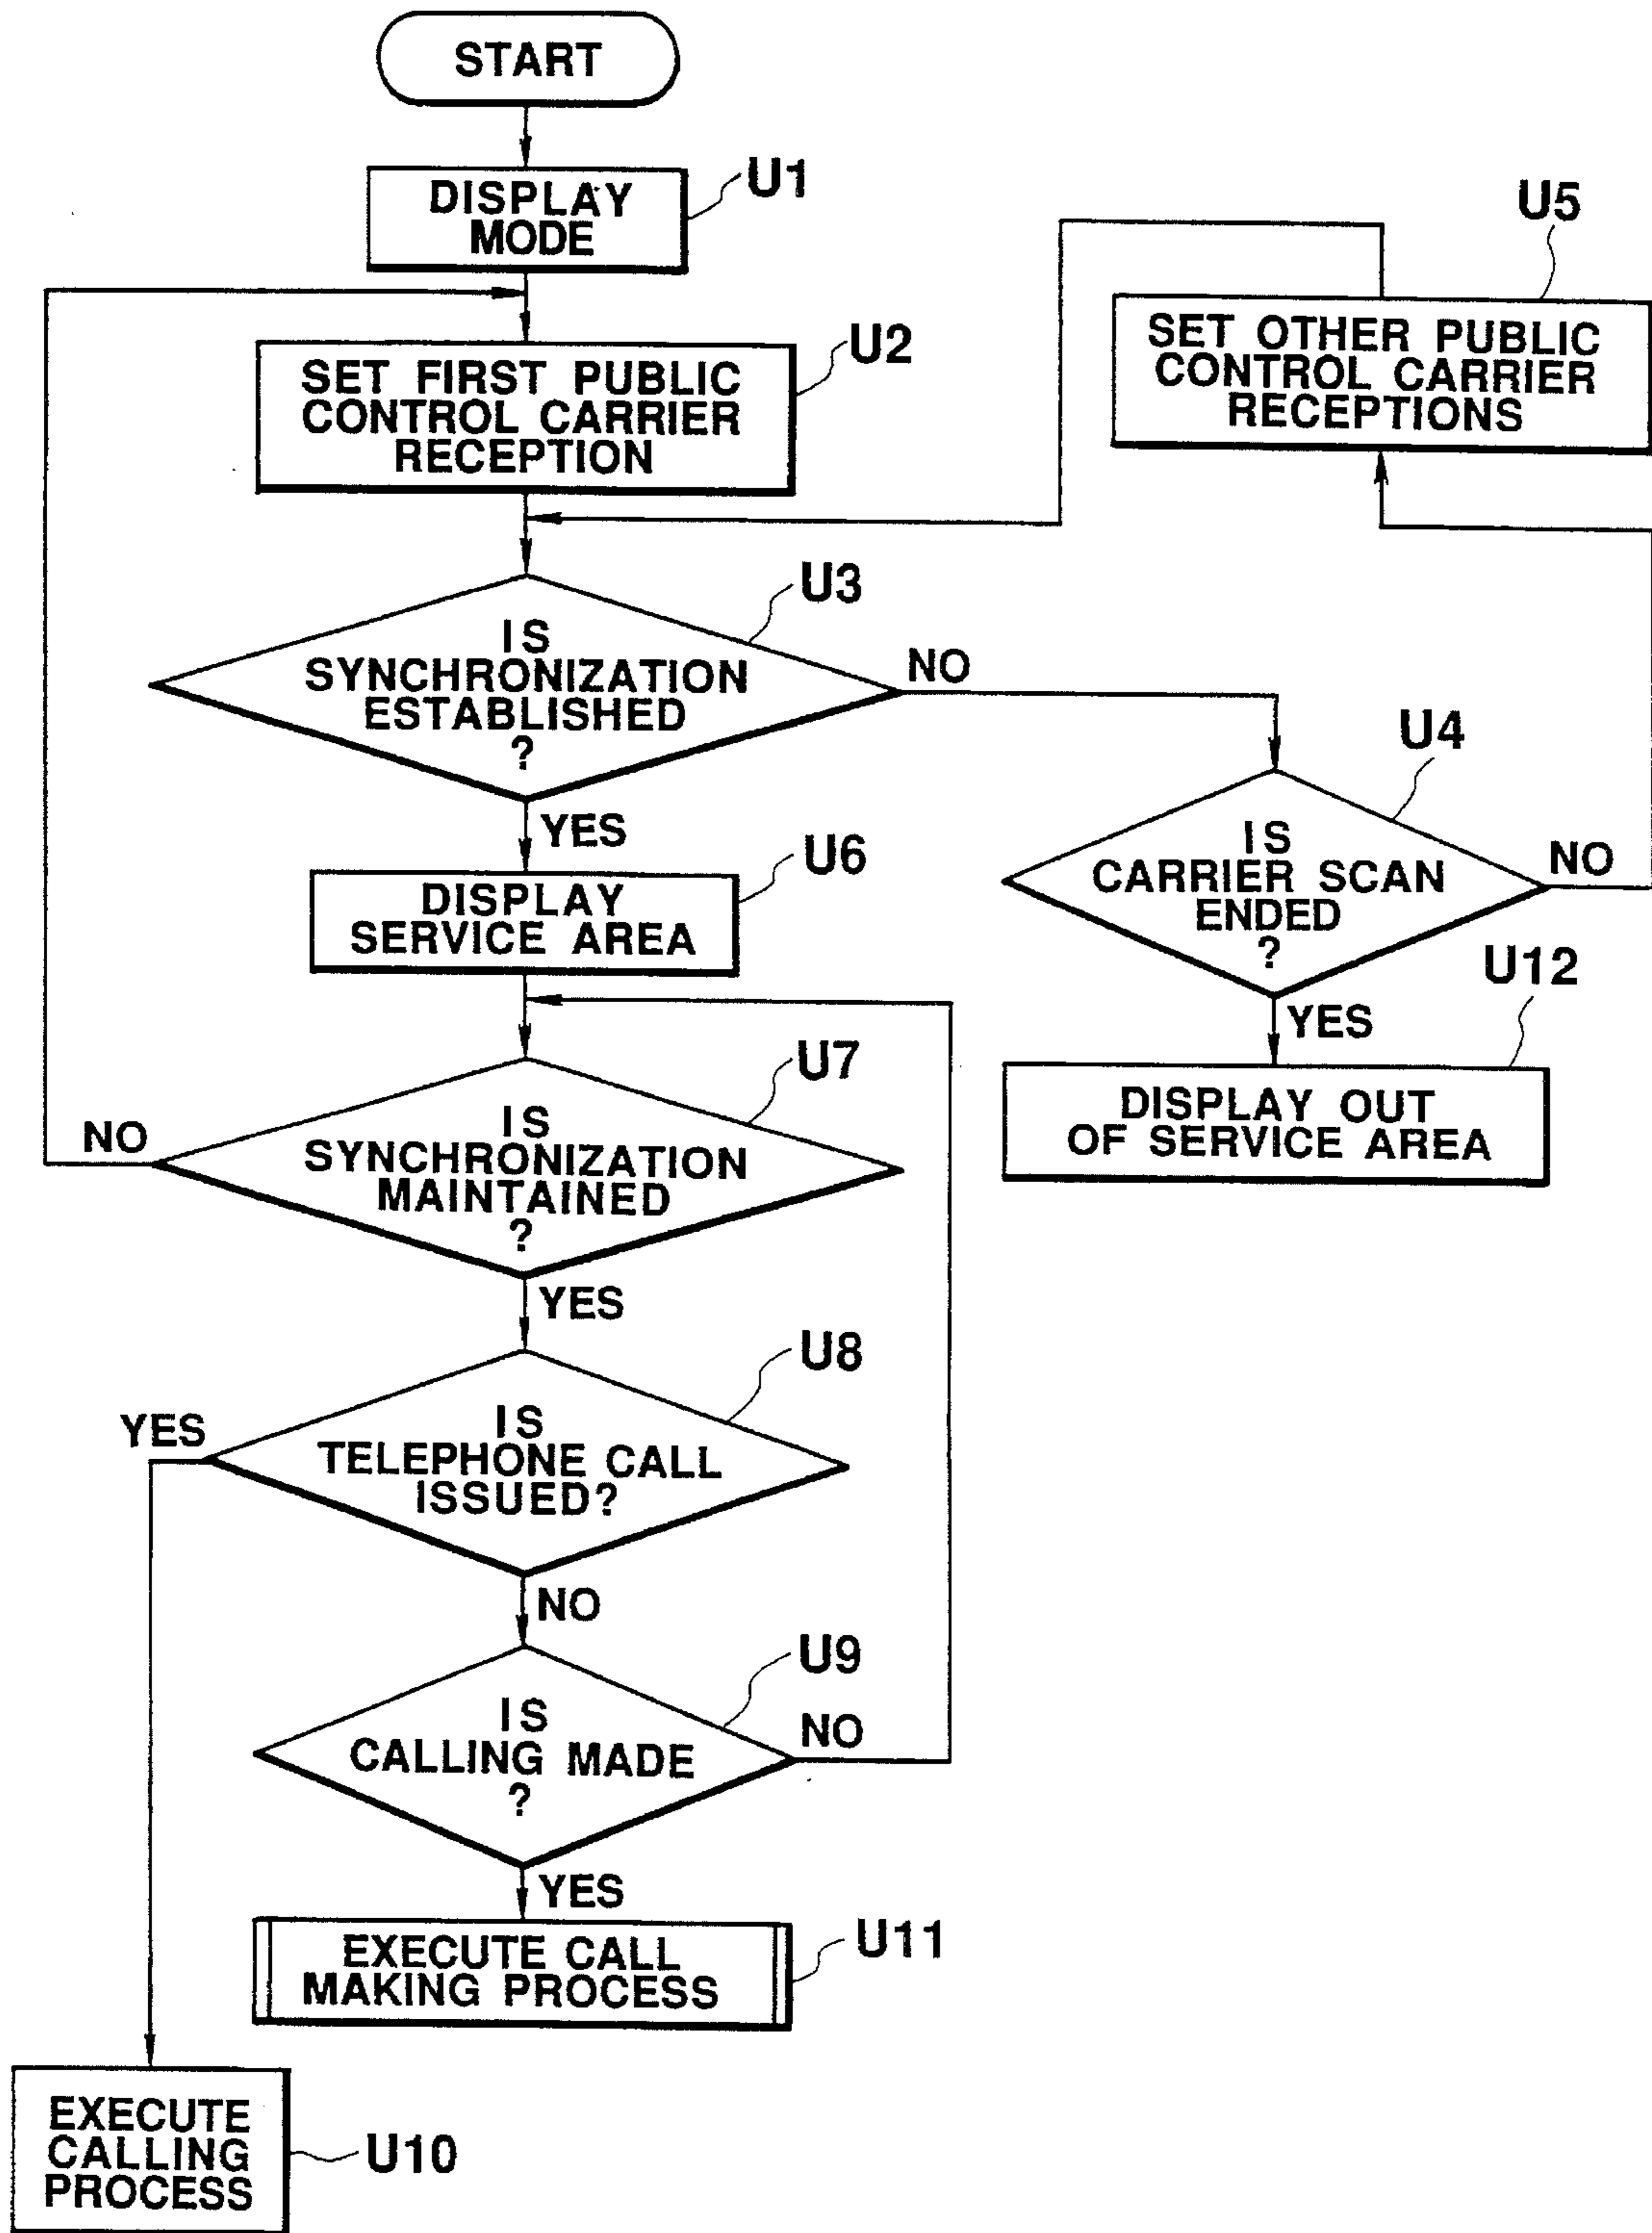 START
DISPLAY
MODE
U1
U5
SET OTHER PUBLIC
CONTROL CARRIER
RECEPTIONS
U2
SET FIRST PUBLIC
CONTROL CARRIER
RECEPTION
U3
IS
SYNCHRONIZATION
ESTABLISHED
?
NO
YES
U4
IS
CARRIER SCAN
ENDED
?
NO
YES
U6
DISPLAY
SERVICE AREA
U12
DISPLAY OUT
OF SERVICE AREA
U7
IS
SYNCHRONIZATION
MAINTAINED
?
NO
YES
U8
IS
TELEPHONE CALL
ISSUED?
YES
NO
U9
IS
CALLING MADE
?
NO
YES
U11
EXECUTE CALL
MAKING PROCESS
EXECUTE
CALLING
PROCESS
U10